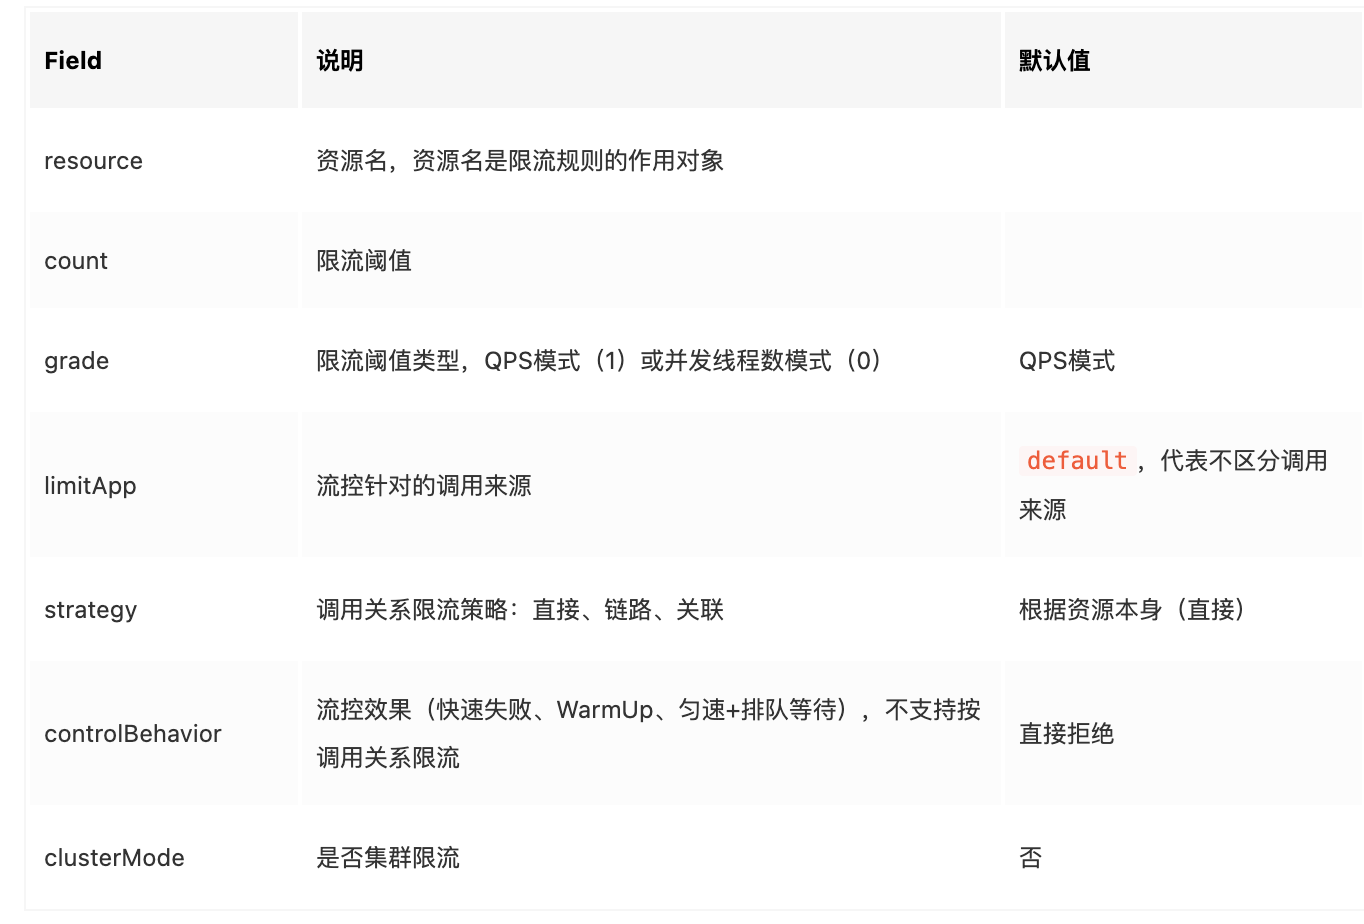 Field 说明 默认值
resource 资源名，资源名是限流规则的作用对象
count 限流阈值
grade 限流阈值类型，QPS模式（1）或并发线程数模式（0） QPS模式
limitApp 流控针对的调用来源 default，代表不区分调用
来源
strategy 调用关系限流策略：直接、链路、关联 根据资源本身（直接）
controlBehavior 流控效果（快速失败、WarmUp、匀速+排队等待），不支持按
调用关系限流 直接拒绝
clusterMode 是否集群限流 否